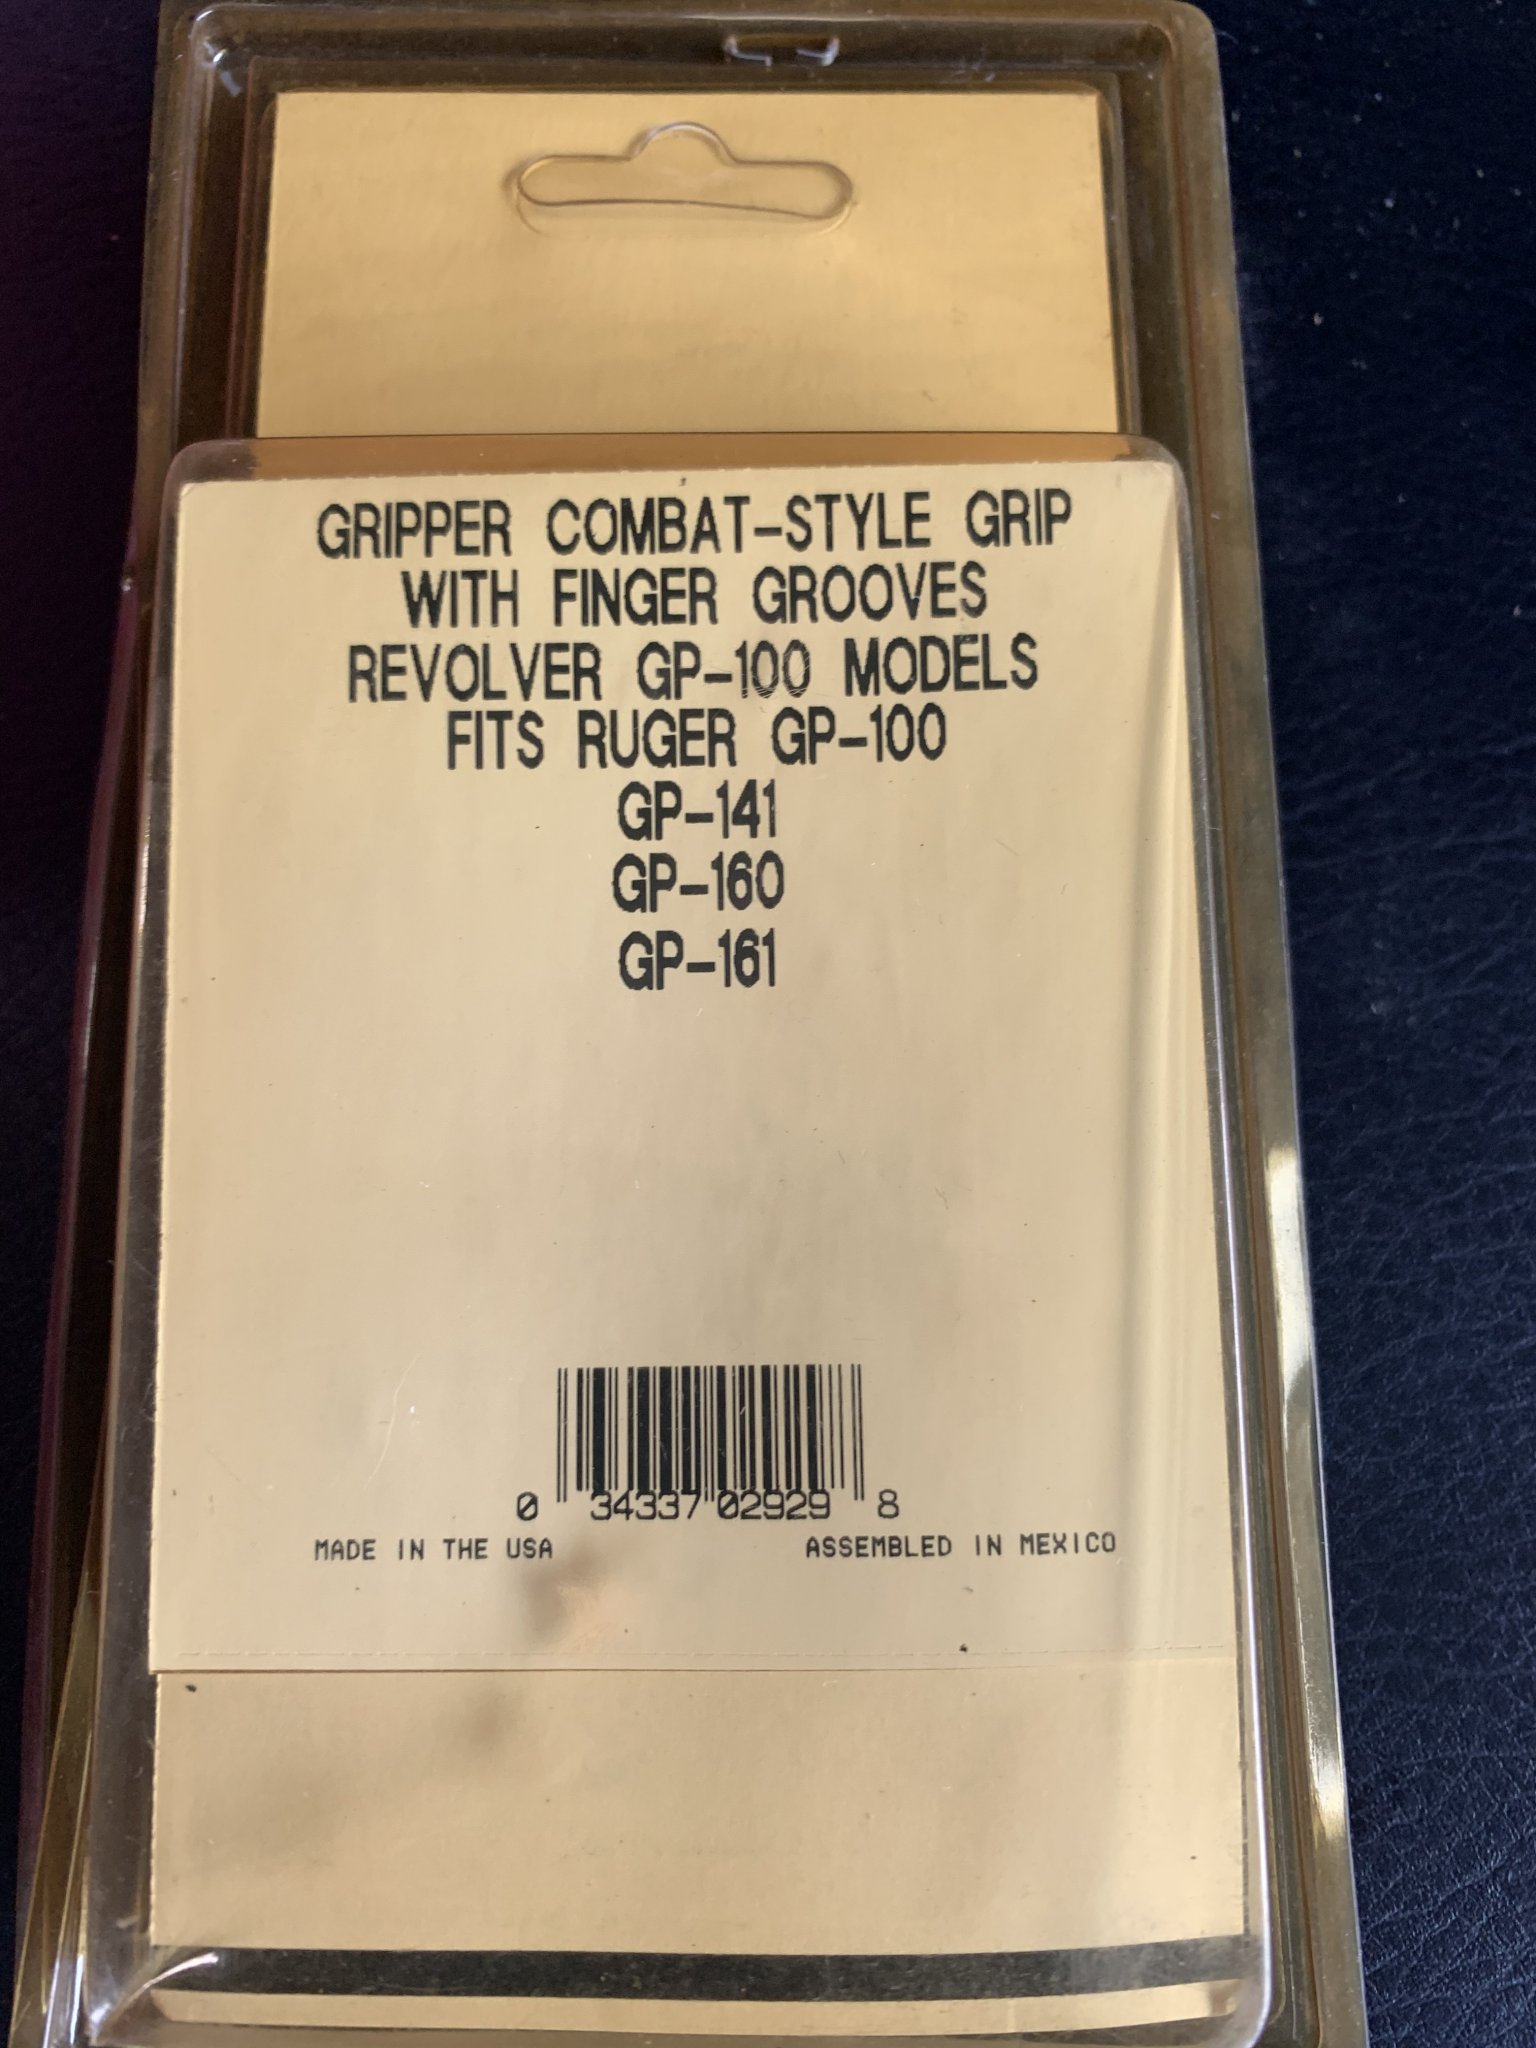 GRIPPER COMBAT-STYLE GRIP
WITH FINGER GROOVES
REVOLVER GP-100 MODELS
FITS RUGER GP-100
GP-141
GP-160
GP-161
0 34337 02929 8
MADE IN THE USA ASSEMBLED IN MEXICO